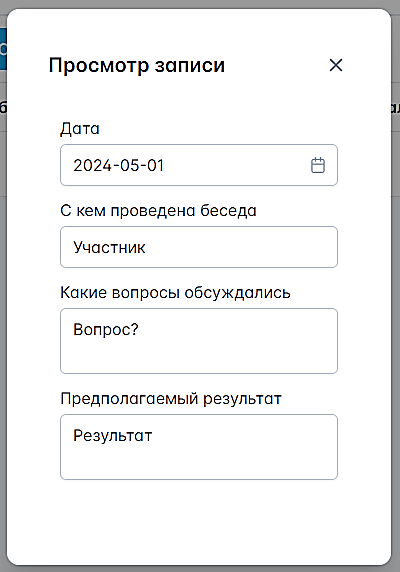 Просмотр записи
Дата
2024-05-01
С кем проведена беседа
Участник
Какие вопросы обсуждались
Вопрос?
Предполагаемый результат
Результат